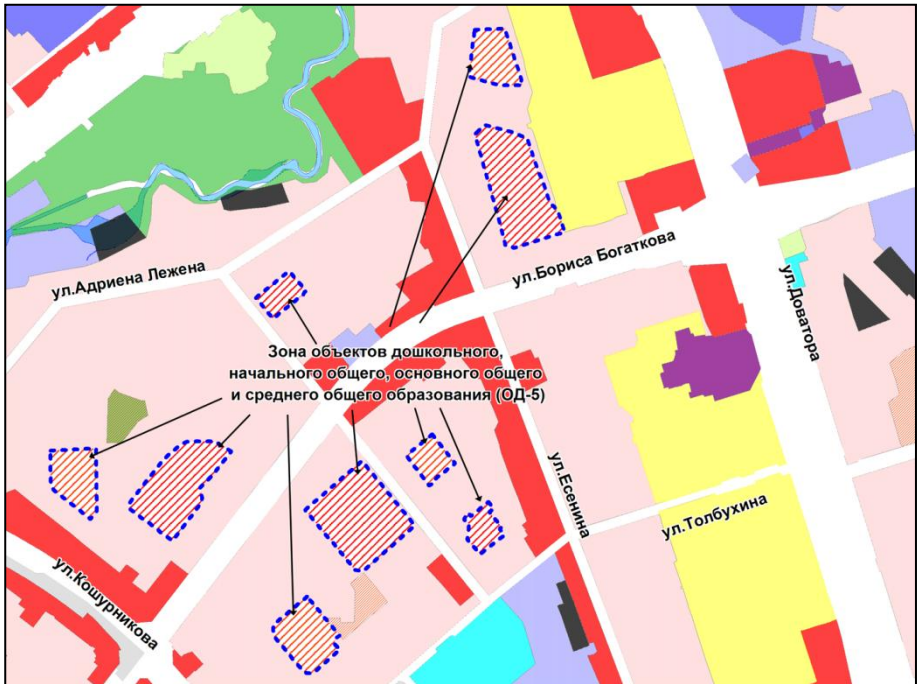 ул.Бориса Богаткова
ул.Адриена Лежена
ул.Доватора
Зона объектов дошкольного,
начального общего, основного общего
и среднего общего образования (ОД-5)
ул.Есенина
ул.Толбухина
ул.Кошурникова